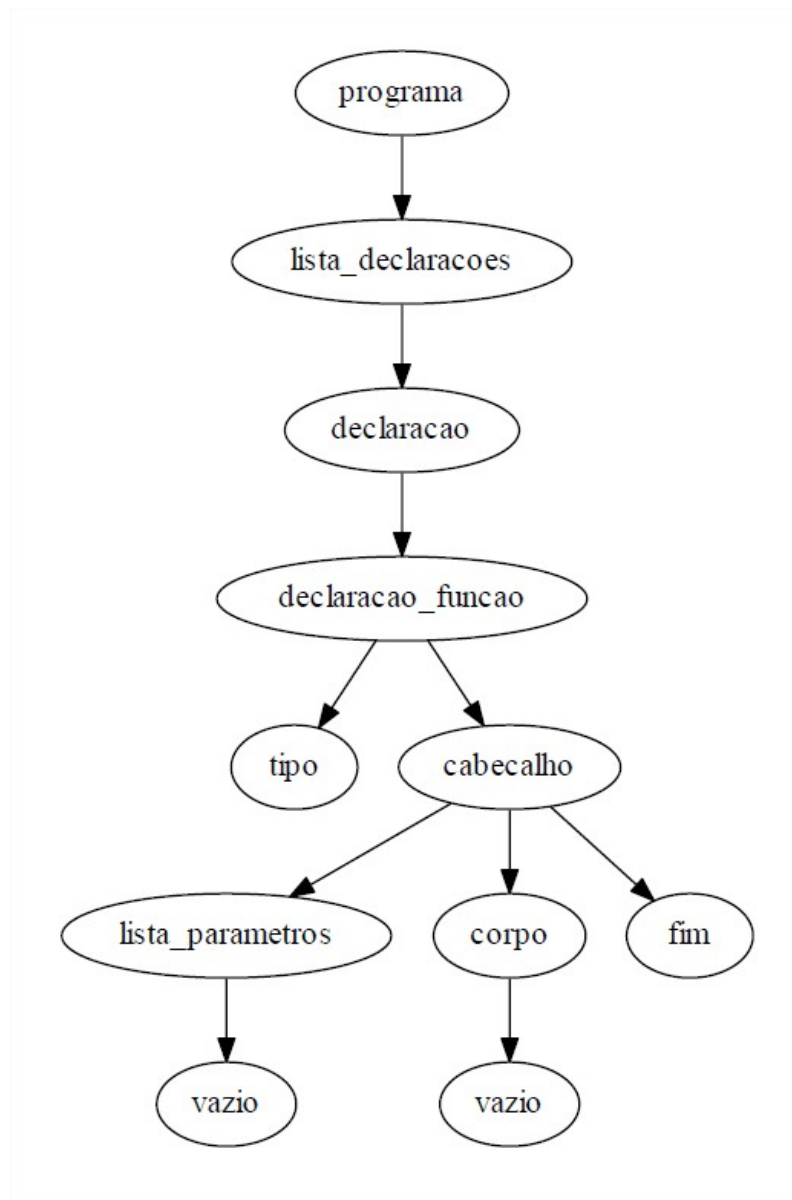 programa
lista_declaracoes
declaracao
declaracao_funcao
tipo
cabecalho
lista_parametros
corpo
fim
vazio
vazio